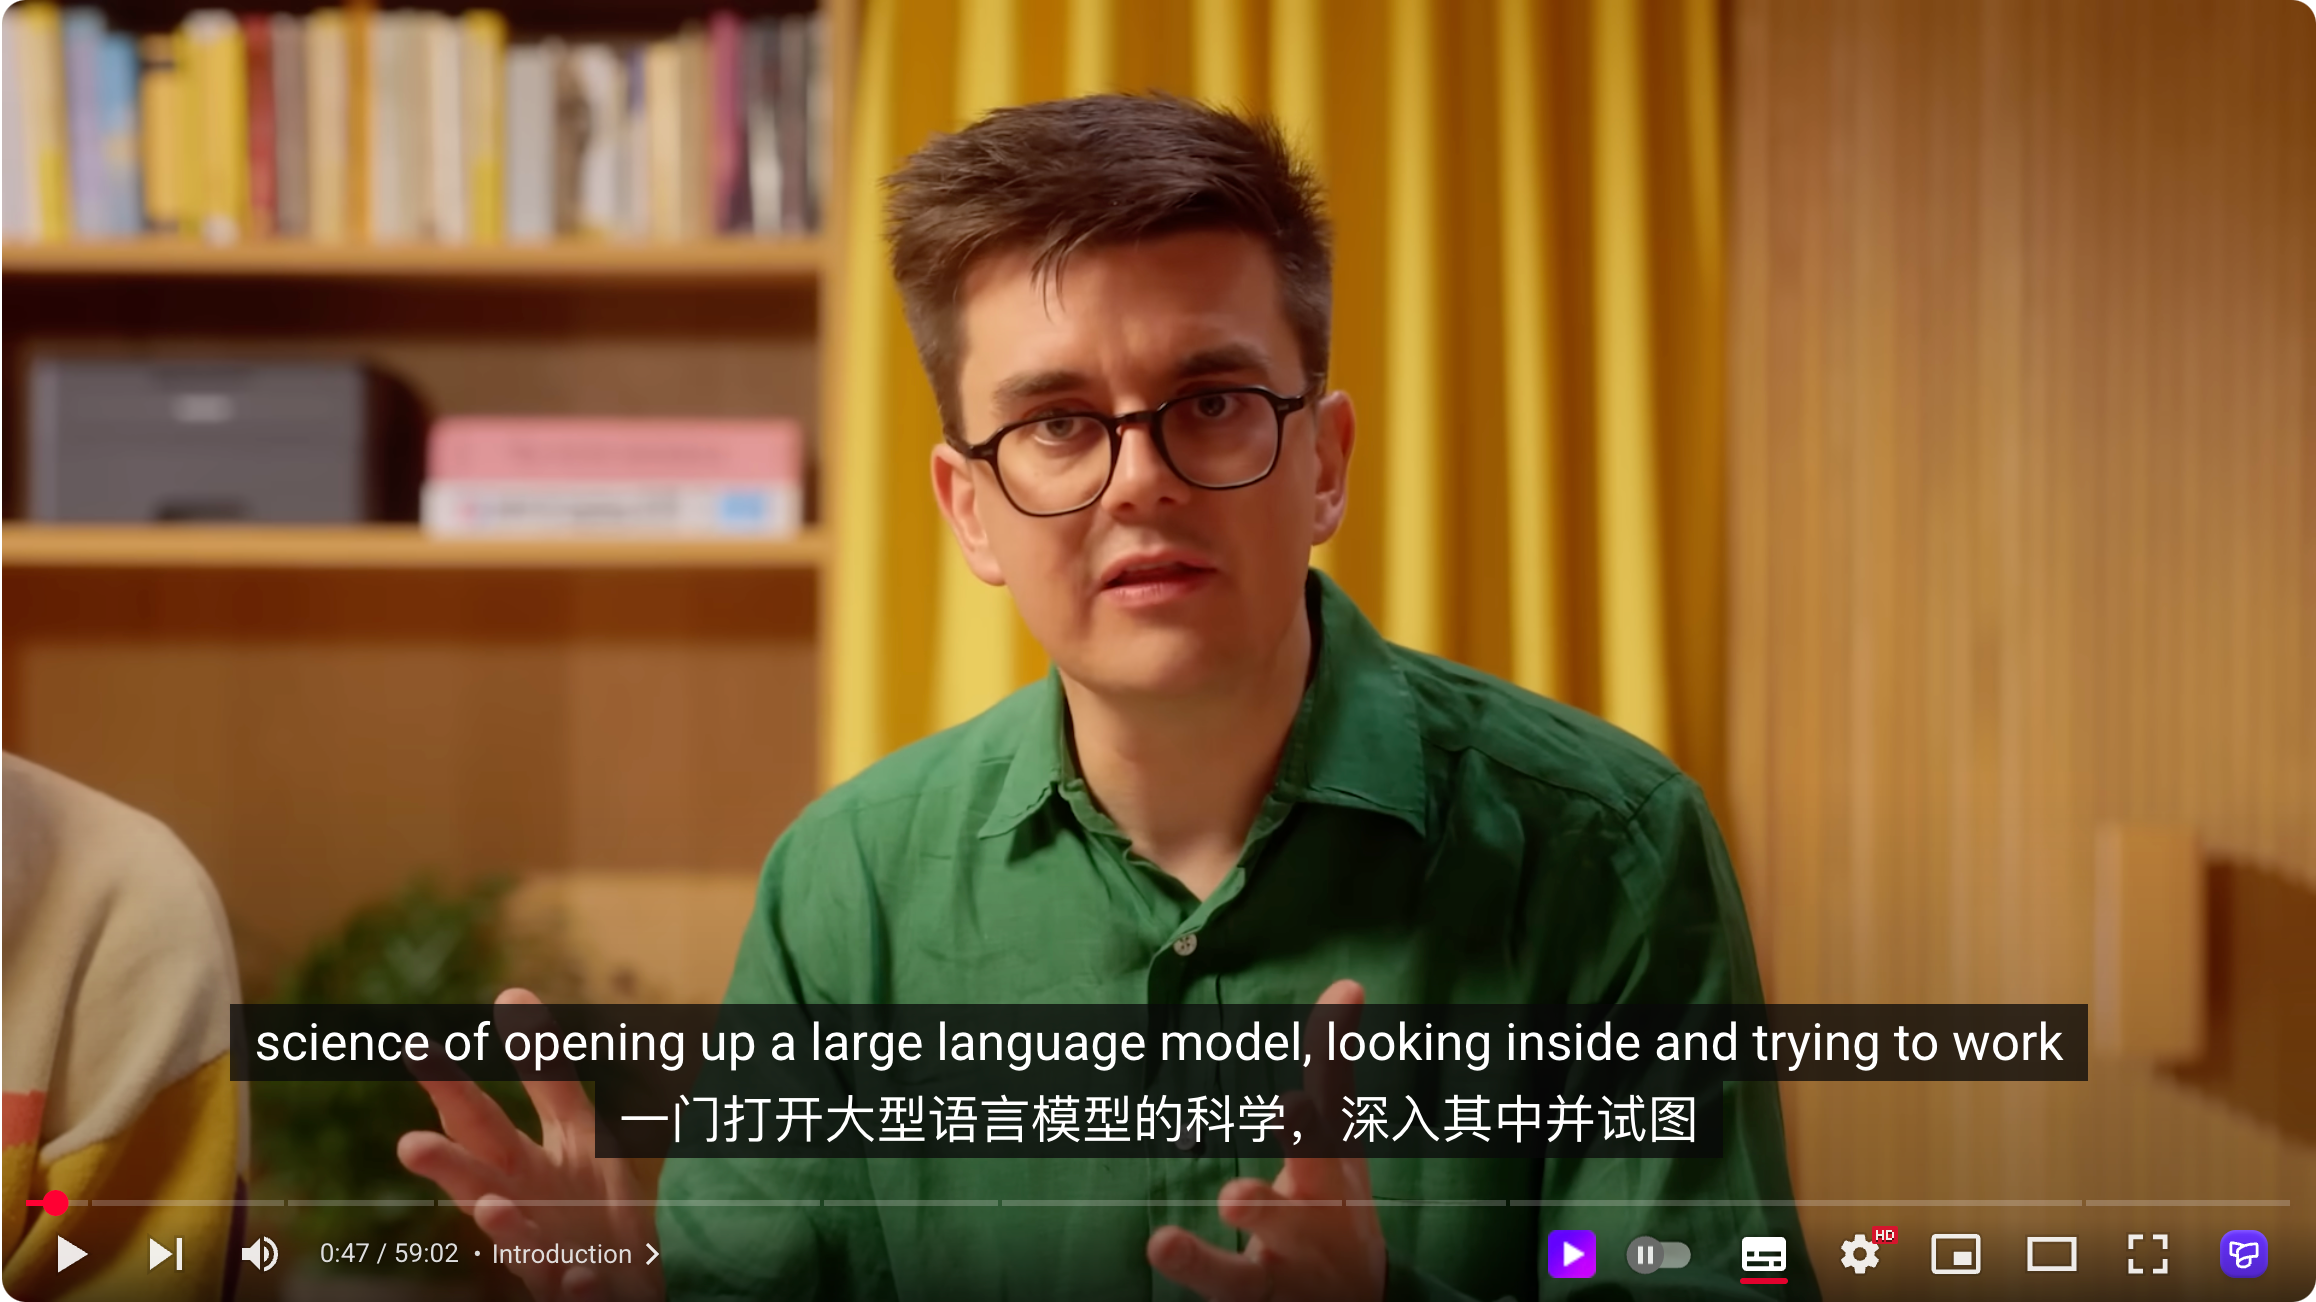 science of opening up a large language model, looking inside and trying to work
一门打开大型语言模型的科学，深入其中并试图
0:47 / 59:02 • Introduction
HD